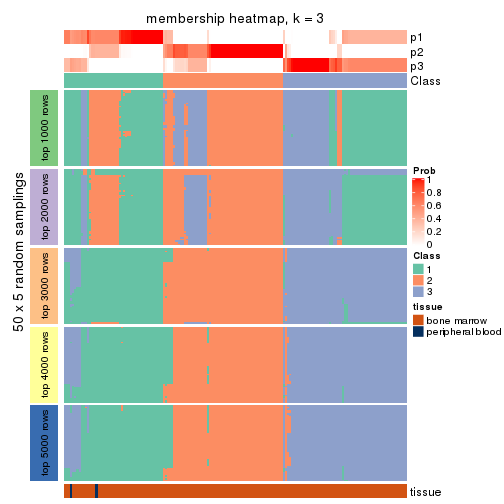 membership heatmap, k = 3
p1
p2
p3
Class
50 x 5 random samplings
top 1000 rows
top 2000 rows
top 3000 rows
top 4000 rows
top 5000 rows
Prob
1
0.8
0.6
0.4
0.2
0
Class
1
2
3
tissue
bone marrow
peripheral blood
tissue